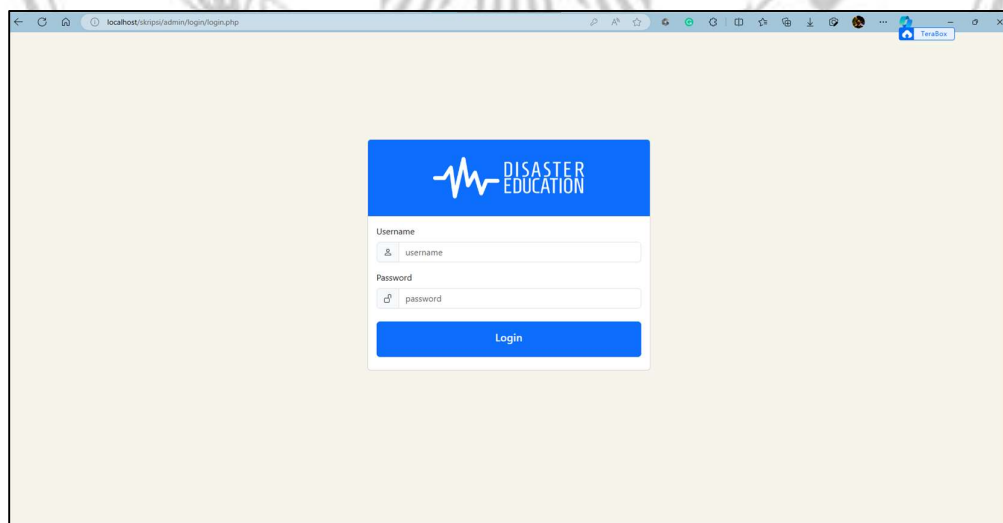 localhost/skripsi/admin/login/login.php
TeraBox
DISASTER
EDUCATION
Username
username
Password
password
Login